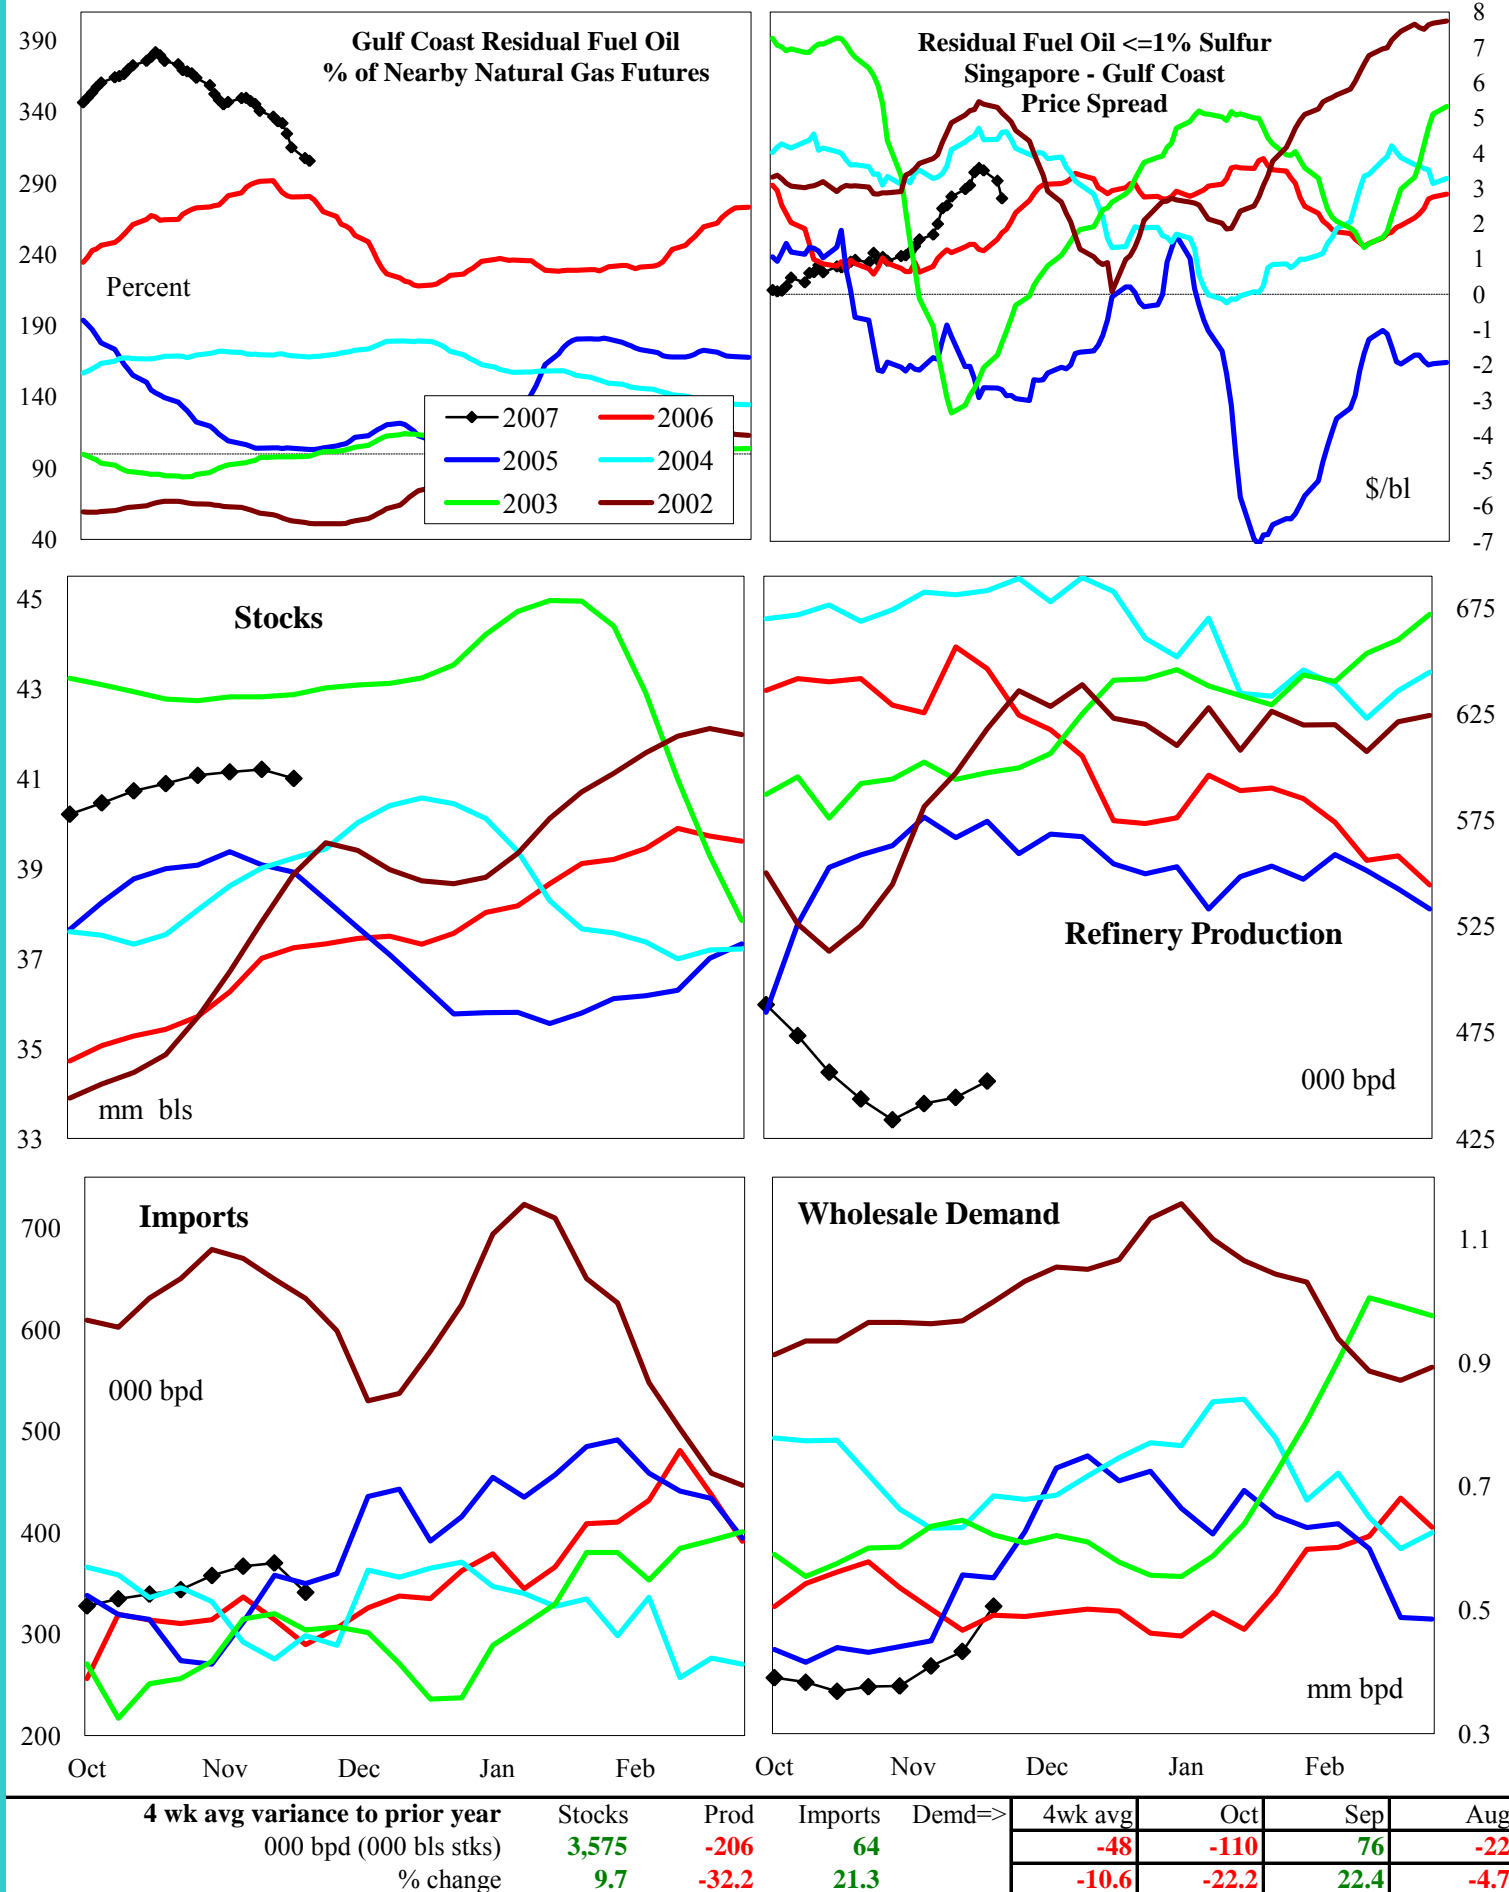 Gulf Coast Residual Fuel Oil
% of Nearby Natural Gas Futures
390
340
290
240
190
140
90
40
Percent
2007
2006
2005
2004
2003
2002
Residual Fuel Oil <=1% Sulfur
Singapore - Gulf Coast
Price Spread
8
7
6
5
4
3
2
1
0
-1
-2
-3
-4
-5
-6
-7
$/bl
Stocks
45
43
41
39
37
35
33
mm bls
Refinery Production
675
625
575
525
475
425
000 bpd
Imports
700
600
500
400
300
200
000 bpd
Oct Nov Dec Jan Feb
Wholesale Demand
1.1
0.9
0.7
0.5
0.3
mm bpd
Oct Nov Dec Jan Feb
4 wk avg variance to prior year Stocks Prod Imports Demd=> 4wk avg Oct Sep Aug
000 bpd (000 bls stks) 3,575 -206 64 -48 -110 76 -22
% change 9.7 -32.2 21.3 -10.6 -22.2 22.4 -4.7